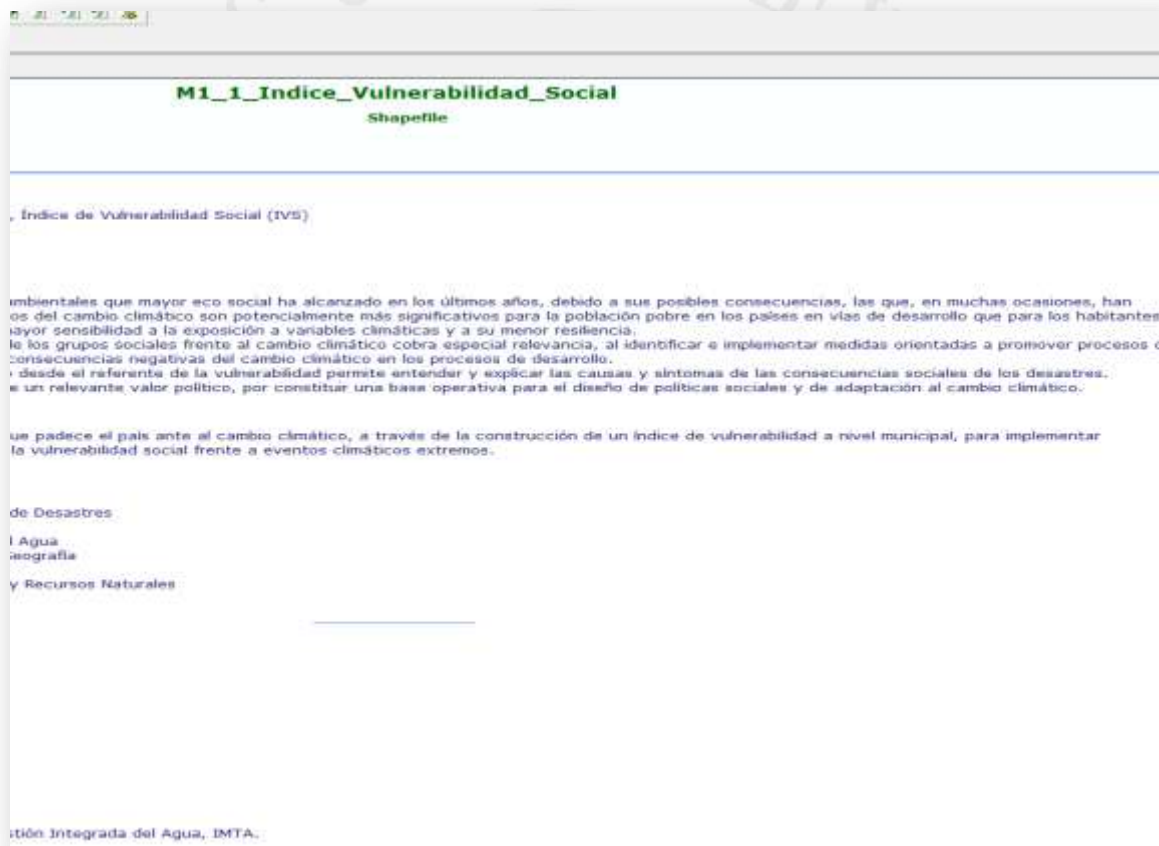 M1_1_Indice_Vulnerabilidad_Social
Shapefile
, Índice de Vulnerabilidad Social (IVS)
mbientales que mayor eco social ha alcanzado en los últimos años, debido a sus posibles consecuencias, las que, en muchas ocasiones, han
os del cambio climático son potencialmente más significativos para la población pobre en los países en vías de desarrollo que para los habitantes
ayor sensibilidad a la exposición a variables climáticas y a su menor resiliencia.
de los grupos sociales frente al cambio climático cobra especial relevancia, al identificar e implementar medidas orientadas a promover procesos
consecuencias negativas del cambio climático en los procesos de desarrollo.
desde el referente de la vulnerabilidad permite entender y explicar las causas y síntomas de las consecuencias sociales de los desastres.
e un relevante valor político, por constituir una base operativa para el diseño de políticas sociales y de adaptación al cambio climático.
ue padece el país ante al cambio climático, a través de la construcción de un índice de vulnerabilidad a nivel municipal, para implementar
la vulnerabilidad social frente a eventos climáticos extremos.
de Desastres
l Agua
eografía
y Recursos Naturales
stión Integrada del Agua, IMTA.